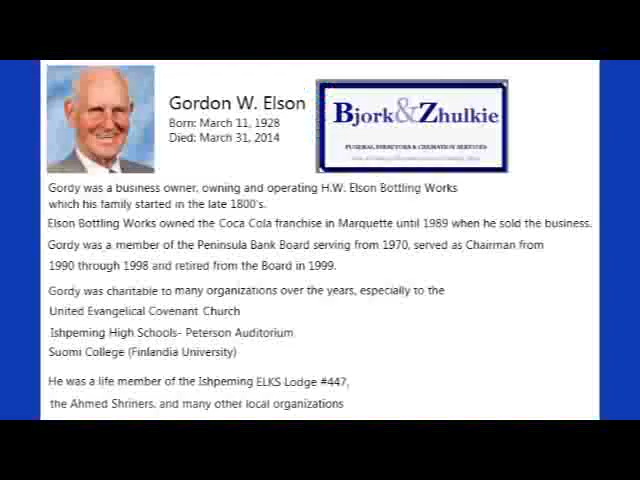 Gordon W. Elson
Born: March 11, 1928
Died: March 31, 2014
Bjork&Zhulkie
FUNERAL DIRECTORS & CREMATION SERVICES
Gordy was a business owner, owning and operating H.W. Elson Bottling Works
which his family started in the late 1800's.
Elson Bottling Works owned the Coca Cola franchise in Marquette until 1989 when he sold the business.
Gordy was a member of the Peninsula Bank Board serving from 1970, served as Chairman from
1990 through 1998 and retired from the Board in 1999.
Gordy was charitable to many organizations over the years, especially to the
United Evangelical Covenant Church
Ishpeming High Schools- Peterson Auditorium
Suomi College (Finlandia University)
He was a life member of the Ishpeming ELKS Lodge #447,
the Ahmed Shriners, and many other local organizations